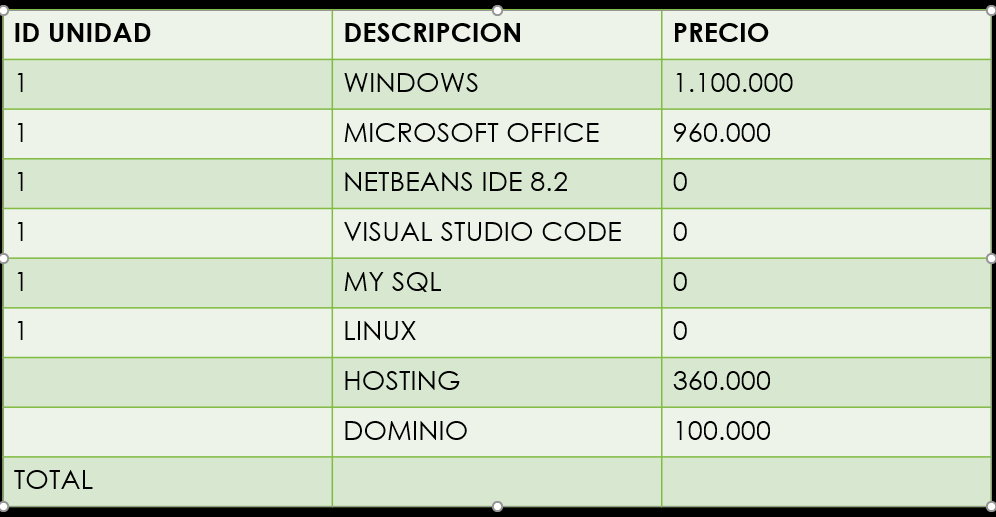 ID UNIDAD DESCRIPCION PRECIO
1 WINDOWS 1.100.000
1 MICROSOFT OFFICE 960.000
1 NETBEANS IDE 8.2 0
1 VISUAL STUDIO CODE 0
1 MY SQL 0
1 LINUX 0
HOSTING 360.000
DOMINIO 100.000
TOTAL